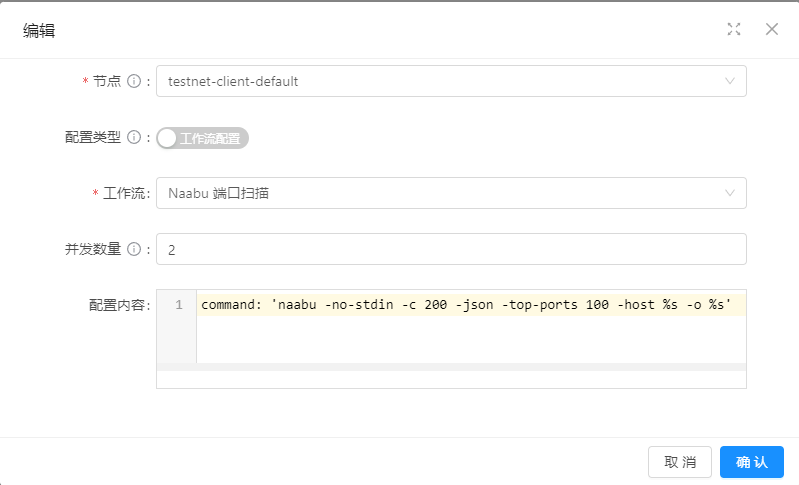 编辑
* 节点 :
testnet-client-default
配置类型 :
工作流配置
* 工作流:
Naabu 端口扫描
并发数量 :
2
配置内容:
1
command: 'naabu -no-stdin -c 200 -json -top-ports 100 -host %s -o %s'
取 消
确 认